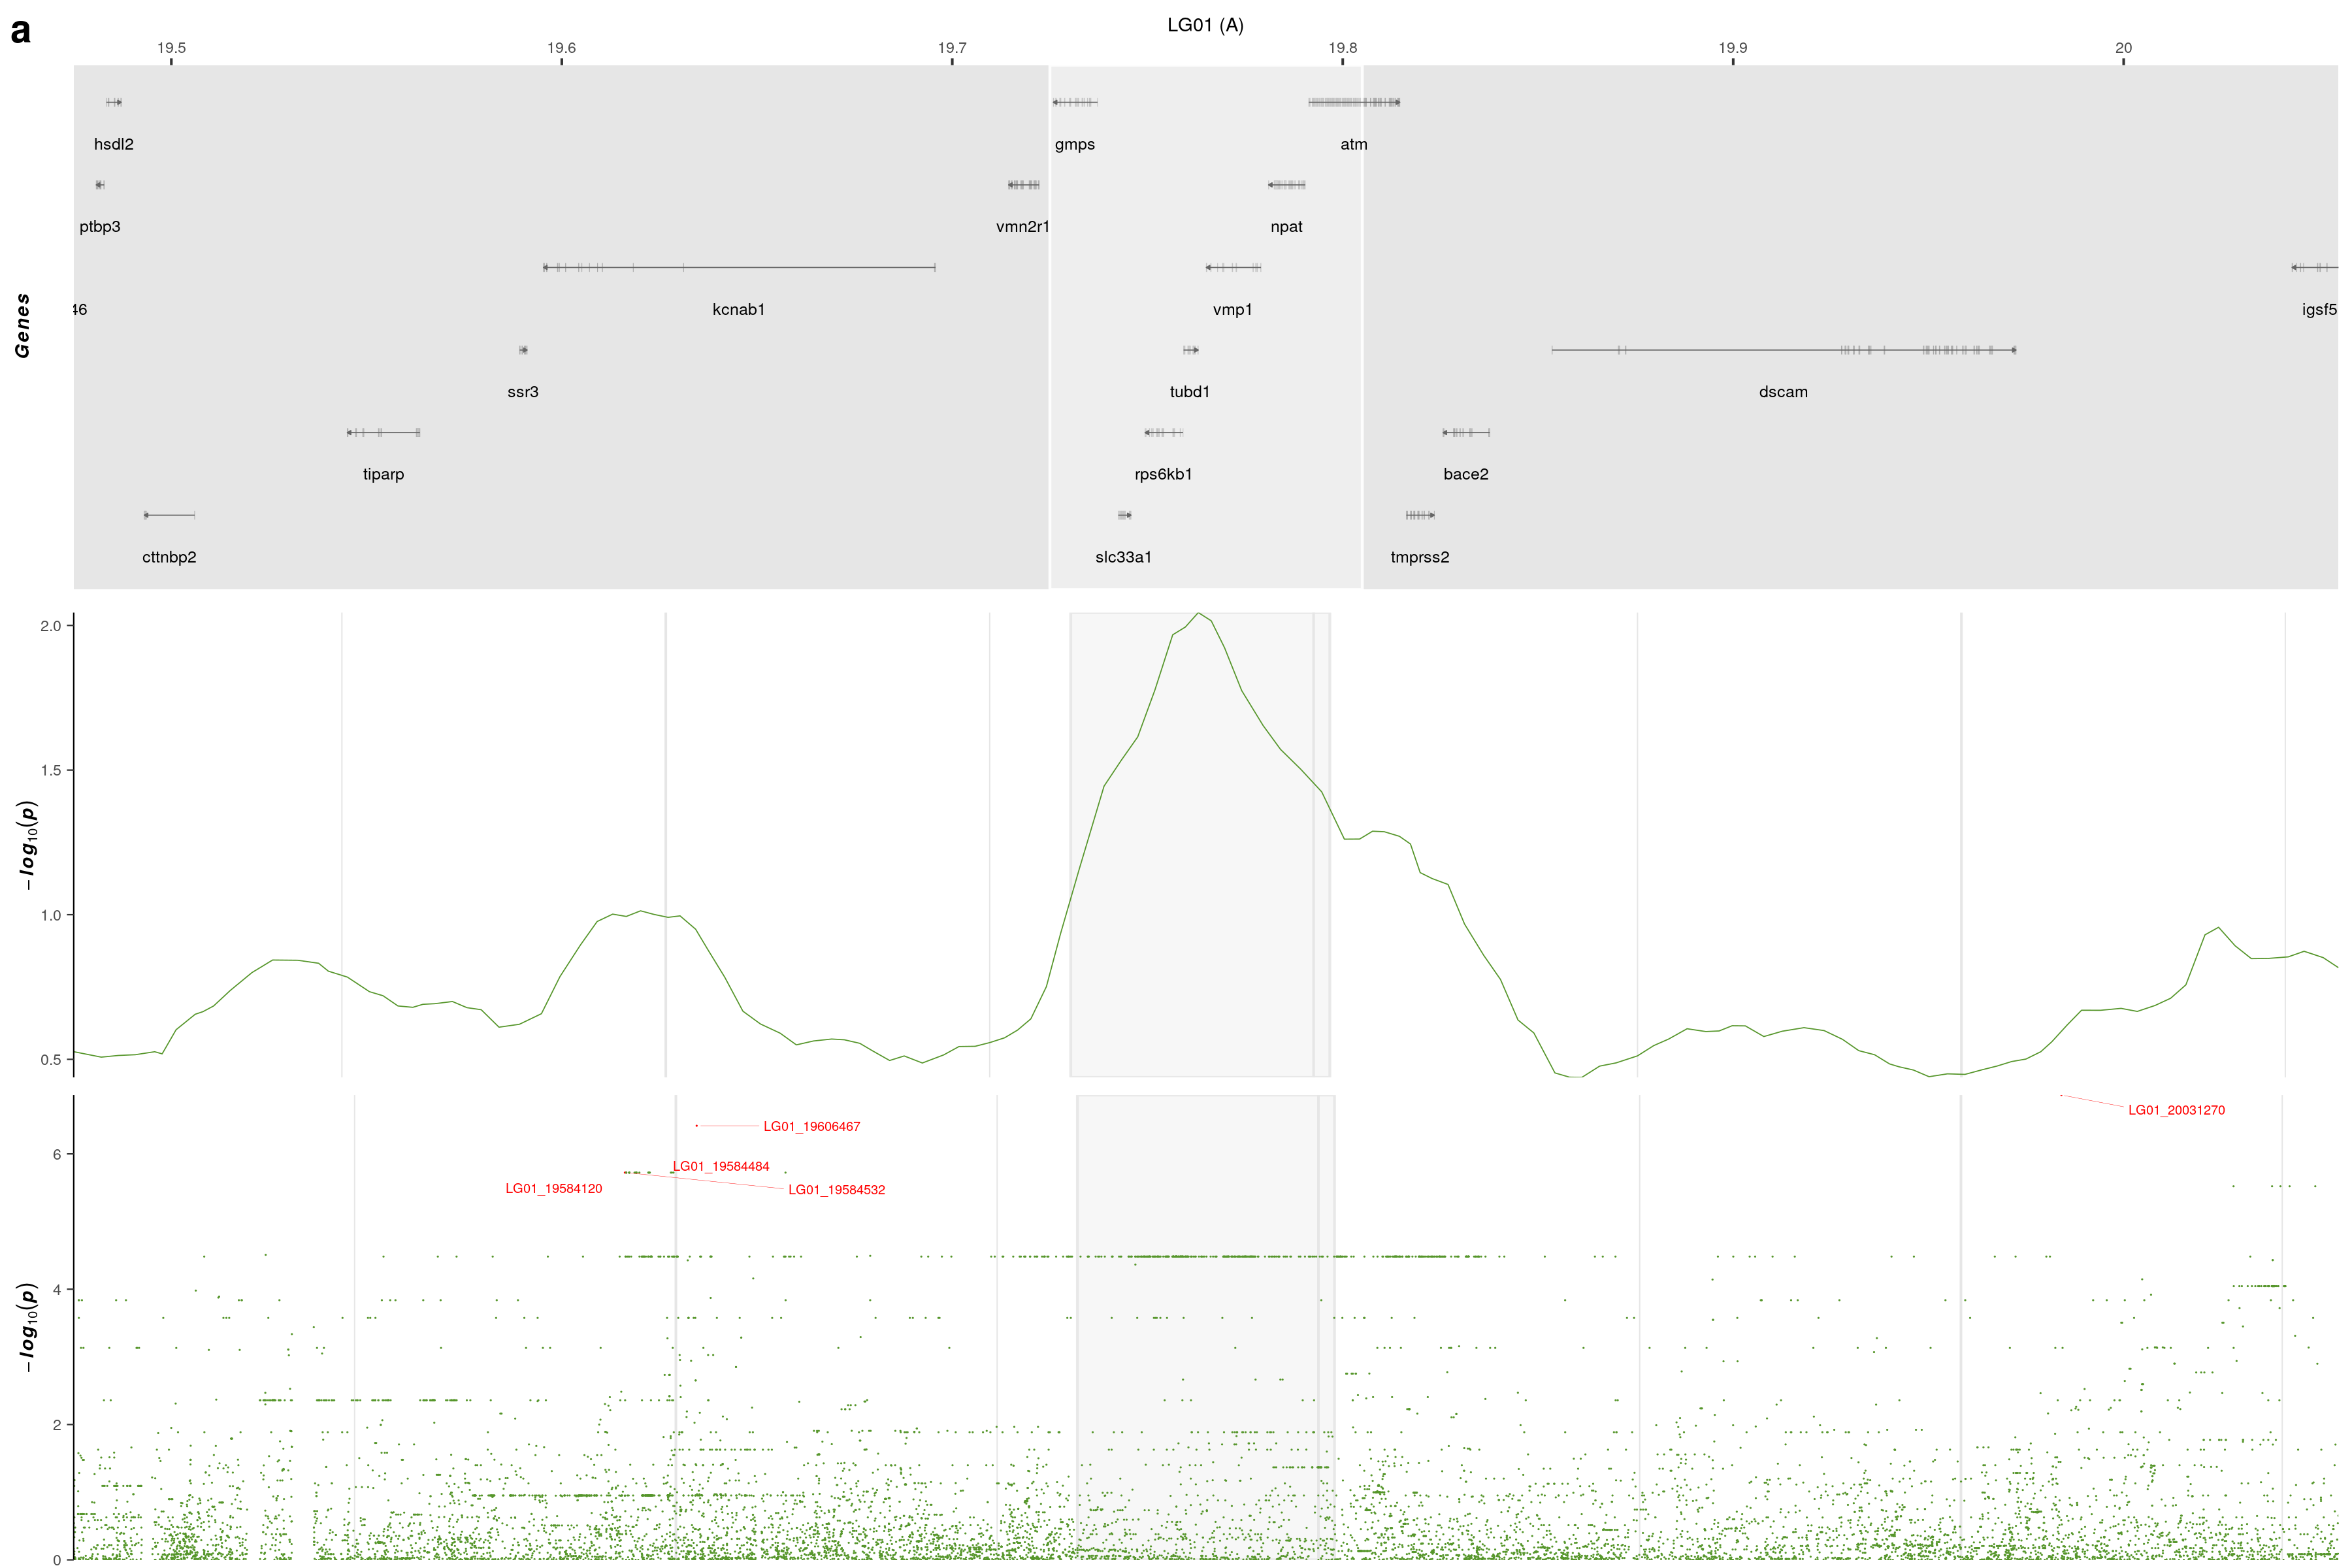 a
LG01 (A)
19.5 19.6 19.7 19.8 19.9 20
Genes
hsdl2 gmps atm
ptbp3 vmn2r1 npat
46 kcnab1 vmp1 igsf5
ssr3 tubd1 dscam
tiparp rps6kb1 bace2
cttnbp2 slc33a1 tmprss2
−log10(p)
2.0
1.5
1.0
0.5
−log10(p)
6
4
2
0
LG01_20031270
LG01_19606467
LG01_19584484
LG01_19584120 LG01_19584532